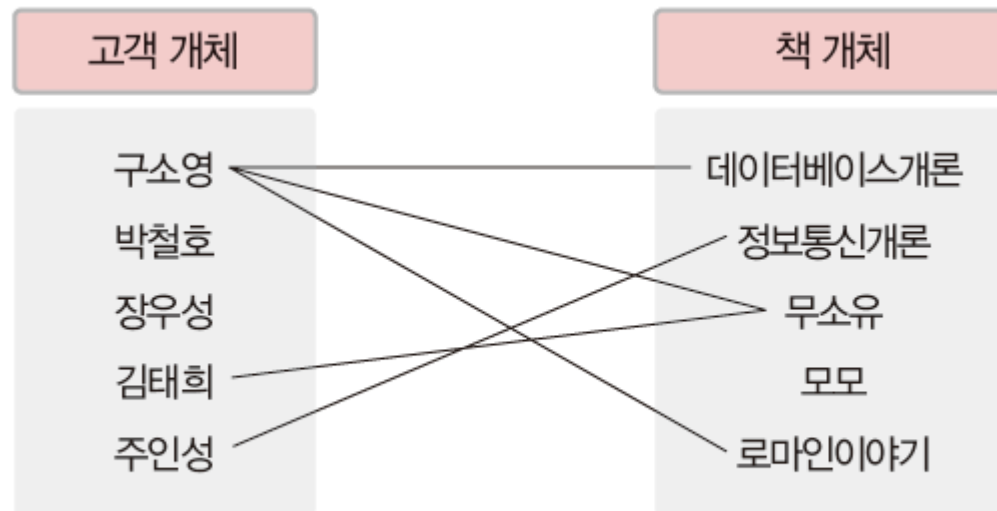 고객 개체
책 개체
구소영
데이터베이스개론
박철호
정보통신개론
장우성
무소유
김태희
모모
주인성
로마인이야기